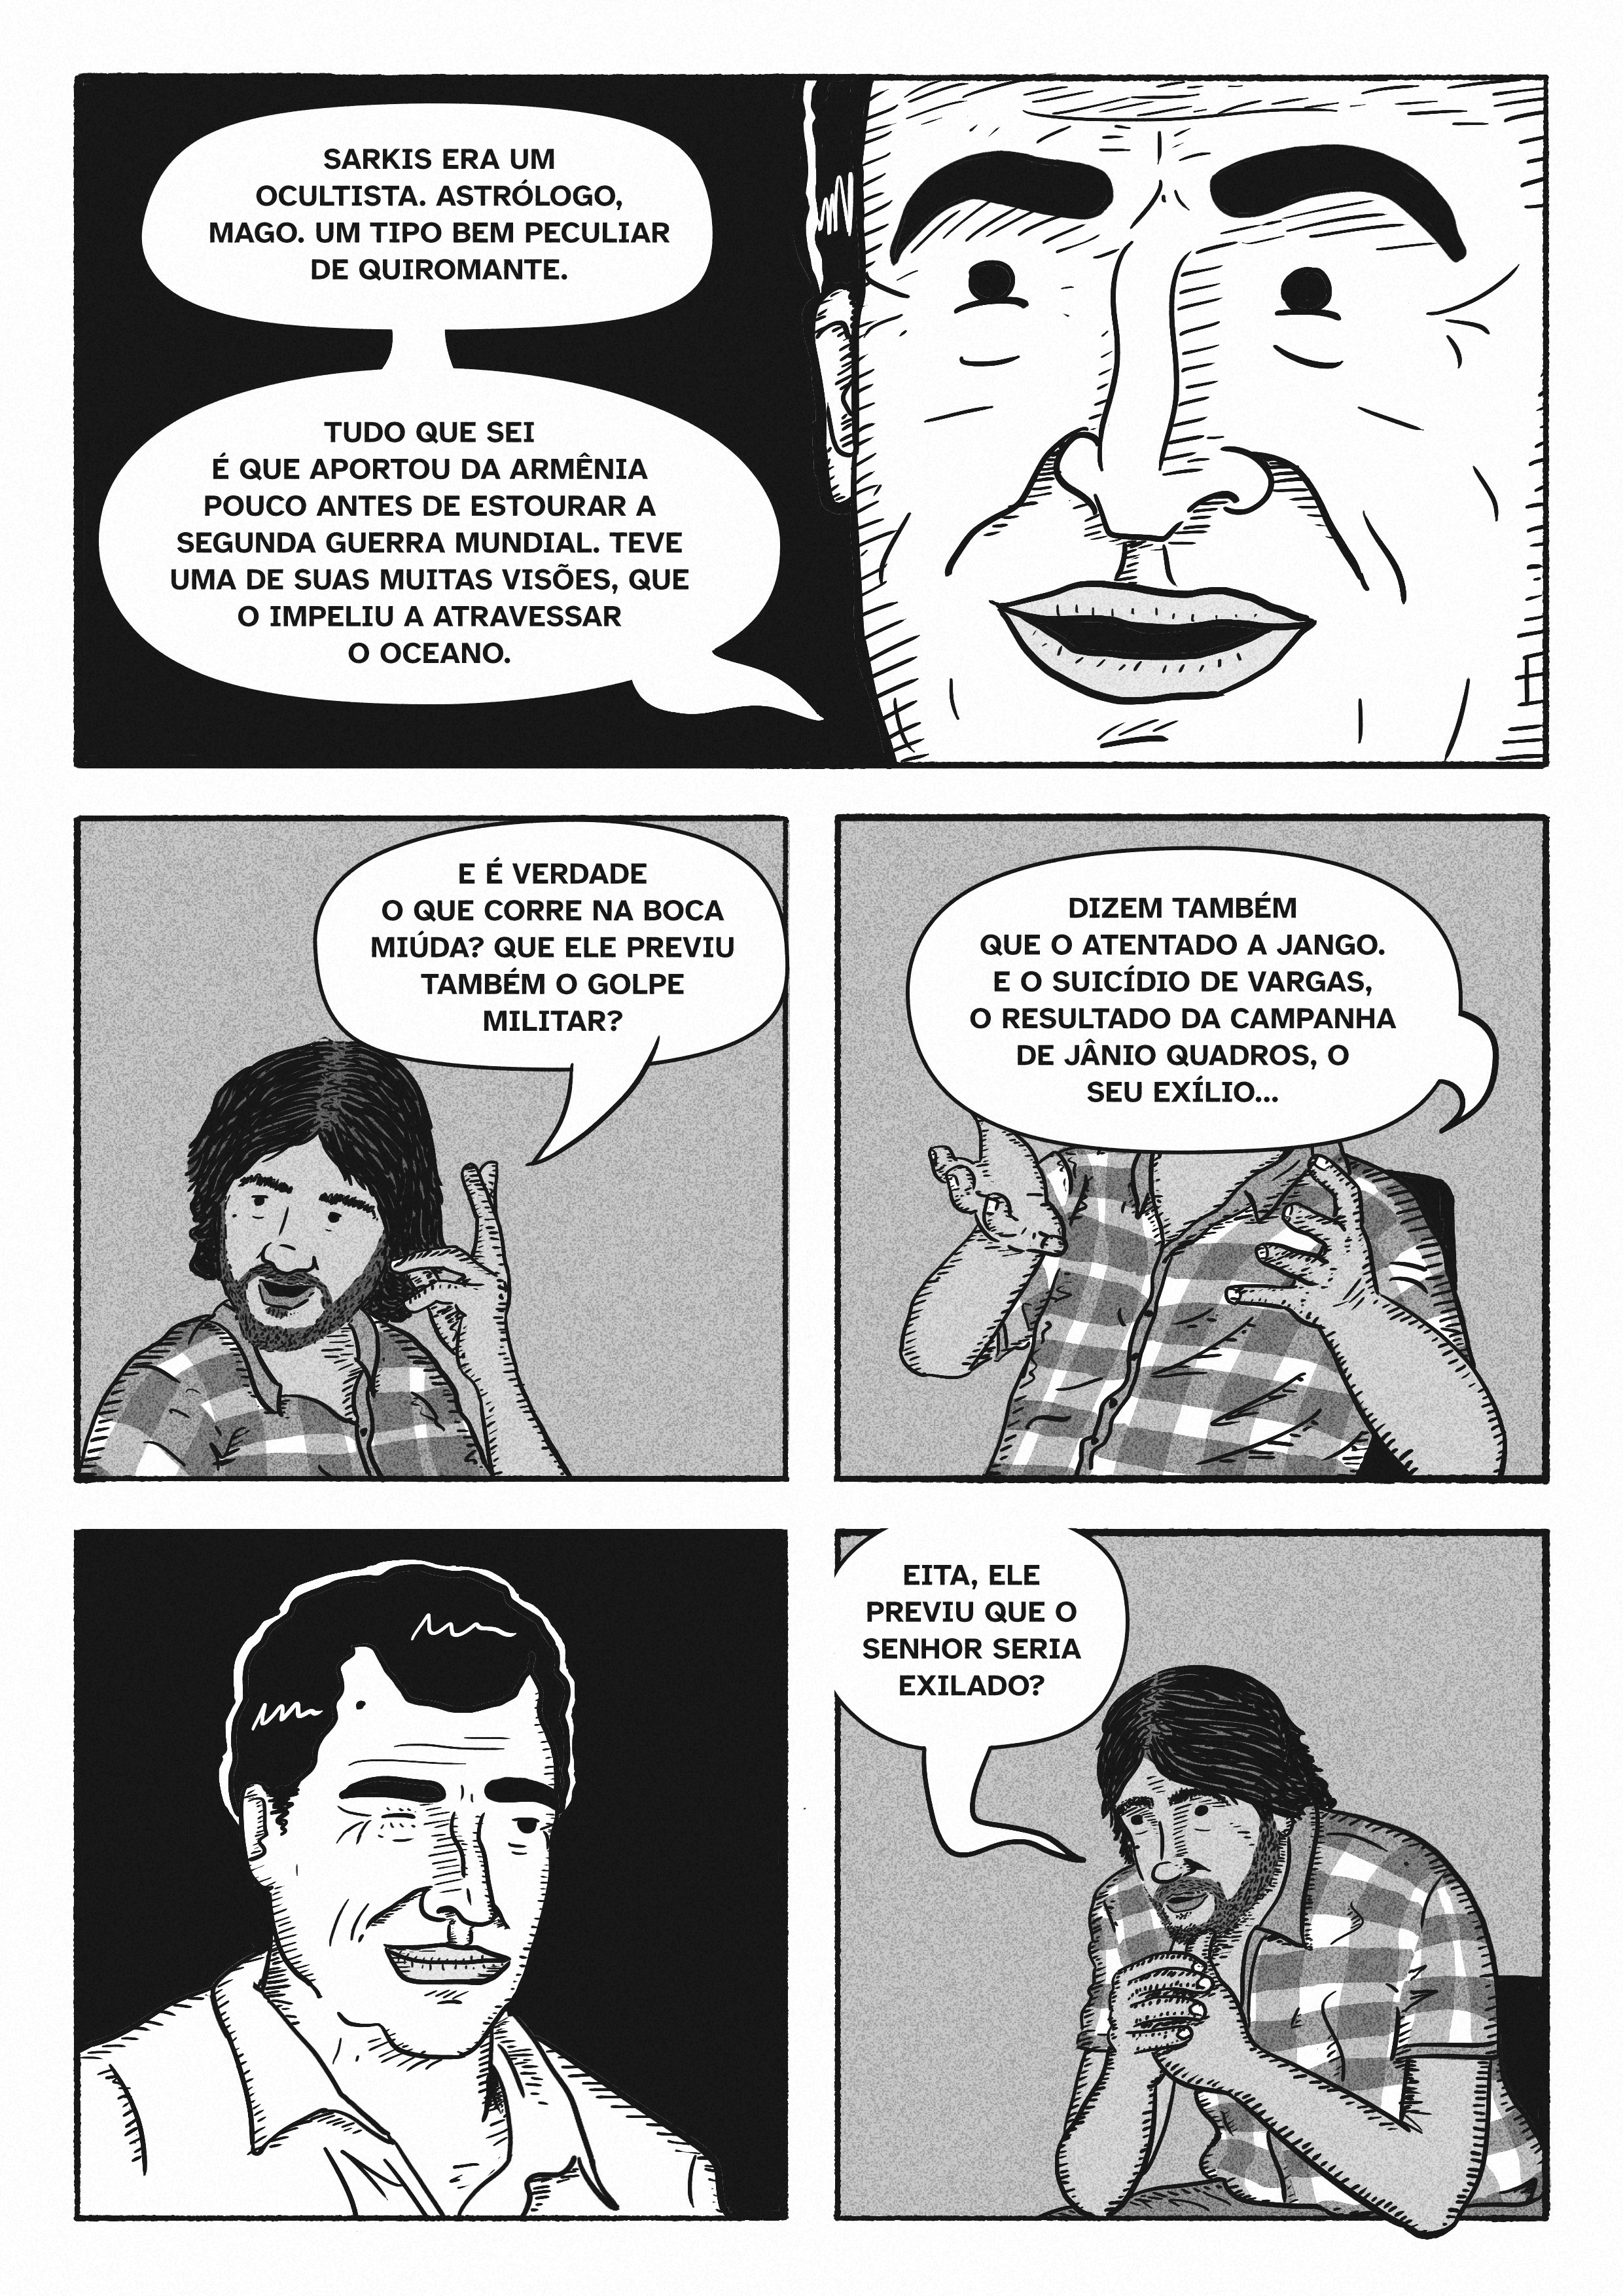 SARKIS ERA UM
OCULTISTA. ASTRÓLOGO,
MAGO. UM TIPO BEM PECULIAR
DE QUIROMANTE.
TUDO QUE SEI
É QUE APORTOU DA ARMÊNIA
POUCO ANTES DE ESTOURAR A
SEGUNDA GUERRA MUNDIAL. TEVE
UMA DE SUAS MUITAS VISÕES, QUE
O IMPELIU A ATRAVESSAR
O OCEANO.
E É VERDADE
O QUE CORRE NA BOCA
MIÚDA? QUE ELE PREVIU
TAMBÉM O GOLPE
MILITAR?
DIZEM TAMBÉM
QUE O ATENTADO A JANGO.
E O SUICÍDIO DE VARGAS,
O RESULTADO DA CAMPANHA
DE JÂNIO QUADROS, O
SEU EXÍLIO...
EITA, ELE
PREVIU QUE O
SENHOR SERIA
EXILADO?